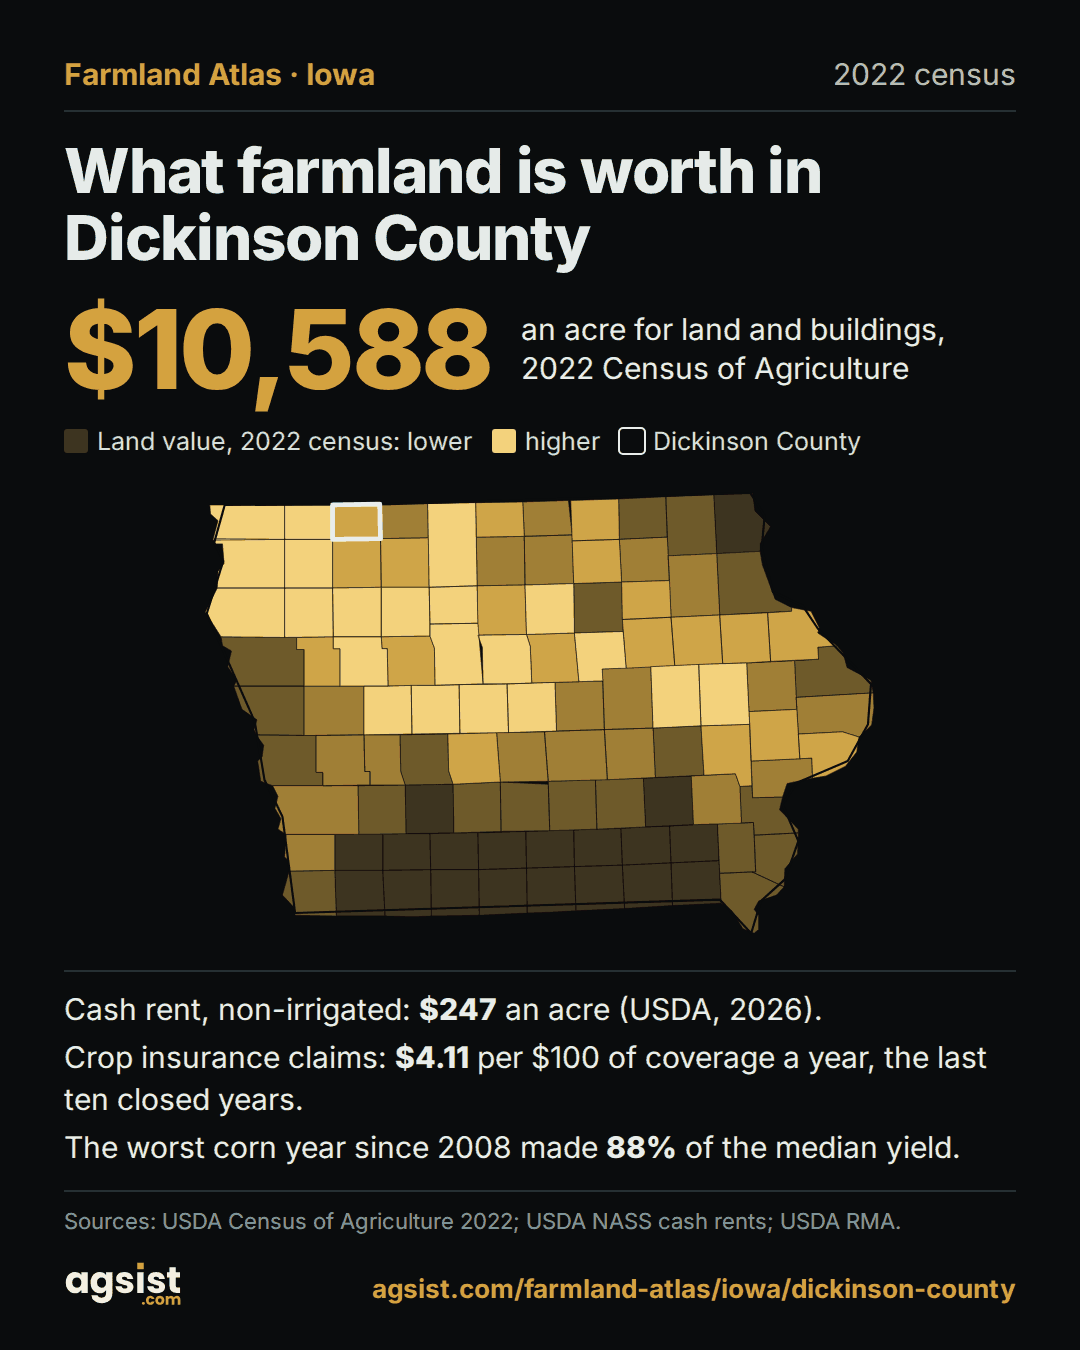 Farmland Atlas · Iowa
2022 census
What farmland is worth in
Dickinson County
$10,588
an acre for land and buildings,
2022 Census of Agriculture
Land value, 2022 census: lower
higher
Dickinson County
Cash rent, non-irrigated: $247 an acre (USDA, 2026).
Crop insurance claims: $4.11 per $100 of coverage a year, the last
ten closed years.
The worst corn year since 2008 made 88% of the median yield.
Sources: USDA Census of Agriculture 2022; USDA NASS cash rents; USDA RMA.
agsist
.com
agsist.com/farmland-atlas/iowa/dickinson-county